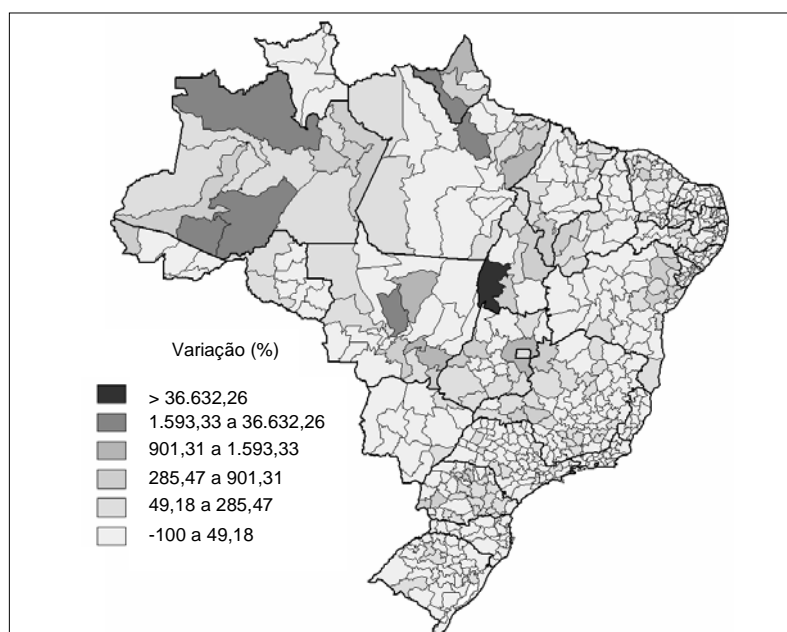 Variação (%)
> 36.632,26
1.593,33 a 36.632,26
901,31 a 1.593,33
285,47 a 901,31
49,18 a 285,47
-100 a 49,18